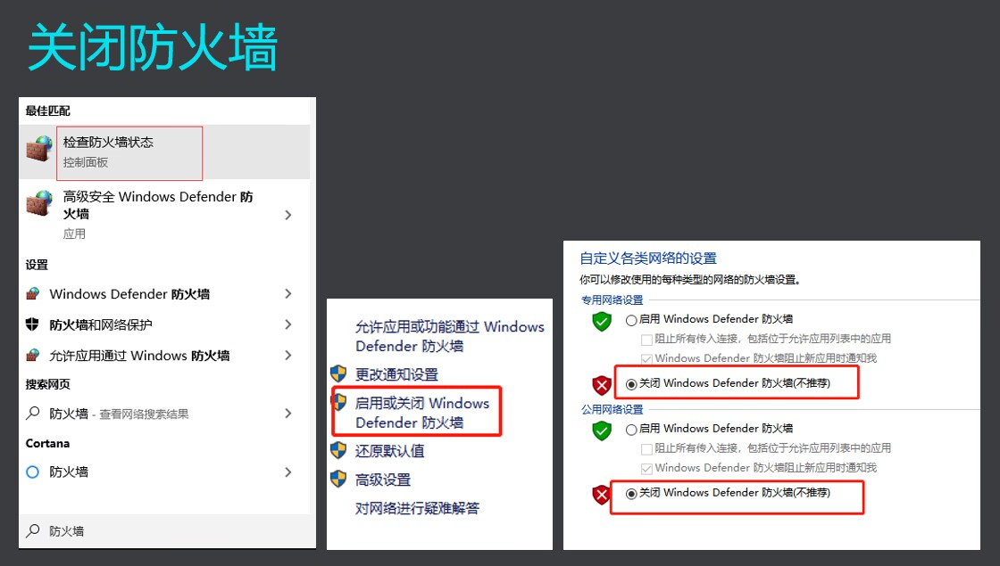 关闭防火墙
最佳匹配
检查防火墙状态
控制面板
高级安全 Windows Defender 防
火墙
应用
设置
Windows Defender 防火墙
防火墙和网络保护
允许应用通过 Windows 防火墙
搜索网页
防火墙 - 查看网络搜索结果
Cortana
防火墙
防火墙
允许应用或功能通过 Windows
Defender 防火墙
更改通知设置
启用或关闭 Windows
Defender 防火墙
还原默认值
高级设置
对网络进行疑难解答
自定义各类网络的设置
你可以修改使用的每种类型的网络的防火墙设置。
专用网络设置
启用 Windows Defender 防火墙
阻止所有传入连接，包括位于允许应用列表中的应用
Windows Defender 防火墙阻止新应用时通知我
关闭 Windows Defender 防火墙(不推荐)
公用网络设置
启用 Windows Defender 防火墙
阻止所有传入连接，包括位于允许应用列表中的应用
Windows Defender 防火墙阻止新应用时通知我
关闭 Windows Defender 防火墙(不推荐)